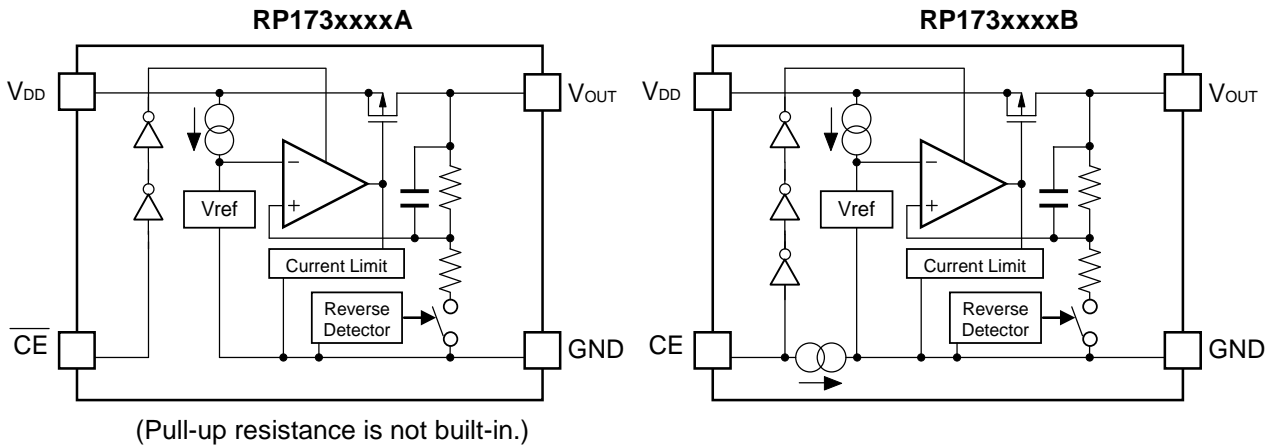 RP173xxxxA
VDD
VOUT
−
+
Vref
Current Limit
Reverse
Detector
CE
GND
(Pull-up resistance is not built-in.)
RP173xxxxB
VDD
VOUT
−
+
Vref
Current Limit
Reverse
Detector
CE
GND